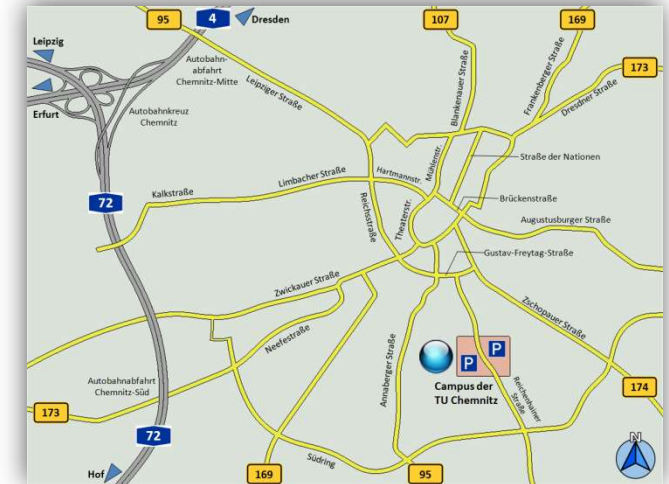 95
4
Dresden
107
169
Leipzig
Autobahn-
abfahrt
Chemnitz-Mitte
Leipziger Straße
Blankenauer Straße
Frankenberger Straße
173
Dresdner Straße
Erfurt
Autobahnkreuz
Chemnitz
Straße der Nationen
Mühlenstr.
Hartmannstr.
Limbacher Straße
Kalkstraße
72
Brückenstraße
Reichsstraße
Theaterstr.
Augustusburger Straße
Gustav-Freytag-Straße
Zwickauer Straße
Zschopauer Straße
Neefestraße
Annaberger Straße
P
P
Campus der
TU Chemnitz
Reichenhainer
Straße
Autobahnabfahrt
Chemnitz-Süd
174
173
72
Südring
N
Hof
169
95